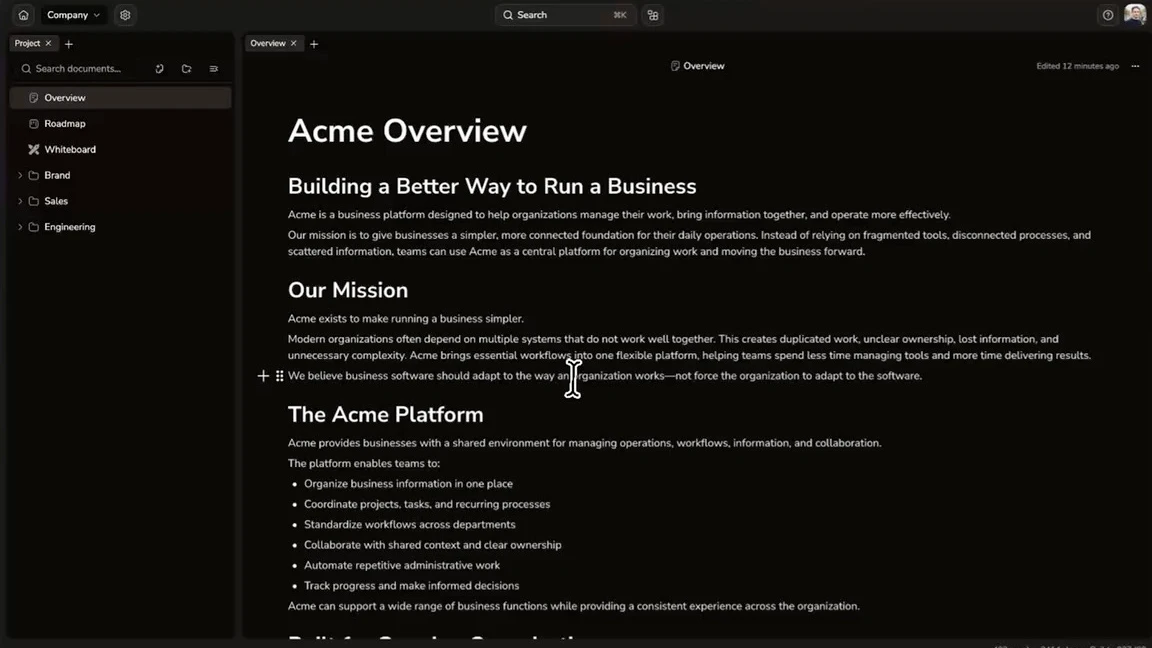 Company
Search
⌘K
Project
Overview
Search documents...
Overview
Edited 12 minutes ago
Overview
Roadmap
Whiteboard
Brand
Sales
Engineering
Acme Overview
Building a Better Way to Run a Business
Acme is a business platform designed to help organizations manage their work, bring information together, and operate more effectively.
Our mission is to give businesses a simpler, more connected foundation for their daily operations. Instead of relying on fragmented tools, disconnected processes, and
scattered information, teams can use Acme as a central platform for organizing work and moving the business forward.
Our Mission
Acme exists to make running a business simpler.
Modern organizations often depend on multiple systems that do not work well together. This creates duplicated work, unclear ownership, lost information, and
unnecessary complexity. Acme brings essential workflows into one flexible platform, helping teams spend less time managing tools and more time delivering results.
We believe business software should adapt to the way an organization works—not force the organization to adapt to the software.
The Acme Platform
Acme provides businesses with a shared environment for managing operations, workflows, information, and collaboration.
The platform enables teams to:
• Organize business information in one place
• Coordinate projects, tasks, and recurring processes
• Standardize workflows across departments
• Collaborate with shared context and clear ownership
• Automate repetitive administrative work
• Track progress and make informed decisions
Acme can support a wide range of business functions while providing a consistent experience across the organization.